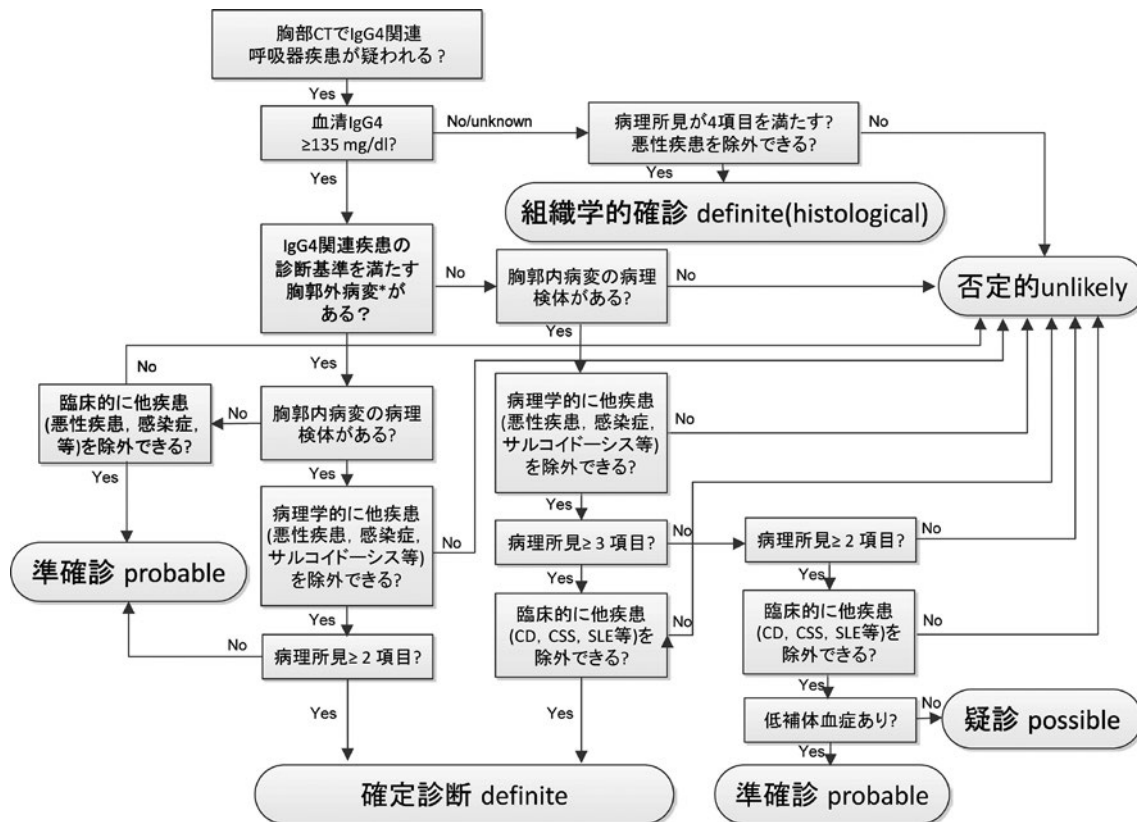 胸部CTでIgG4関連
呼吸器疾患が疑われる？
Yes
血清IgG4
≥135 mg/dl?
No/unknown
病理所見が4項目を満たす?
悪性疾患を除外できる?
No
Yes
Yes
組織学的確診 definite(histological)
IgG4関連疾患の
診断基準を満たす
胸郭外病変*が
ある？
No
胸郭内病変の病理
検体がある?
No
否定的unlikely
Yes
Yes
No
臨床的に他疾患
(悪性疾患, 感染症,
等)を除外できる?
No
胸郭内病変の病理
検体がある?
病理学的に他疾患
(悪性疾患, 感染症,
サルコイドーシス等)
を除外できる?
No
Yes
Yes
Yes
病理学的に他疾患
(悪性疾患, 感染症,
サルコイドーシス等)
を除外できる?
No
病理所見≥ 3 項目?
No
病理所見≥ 2 項目?
No
準確診 probable
Yes
Yes
Yes
臨床的に他疾患
(CD, CSS, SLE等)を
除外できる?
No
臨床的に他疾患
(CD, CSS, SLE等)を
除外できる?
No
No
病理所見≥ 2 項目?
Yes
Yes
Yes
低補体血症あり?
No
疑診 possible
Yes
確定診断 definite
準確診 probable